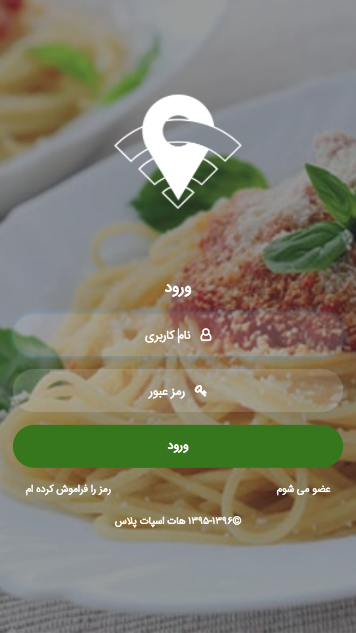 ورود
نام کاربری
رمز عبور
ورود
عضو می شوم
رمز را فراموش کرده ام
©۱۳۹۵-۱۳۹۶ هات اسپات پلاس